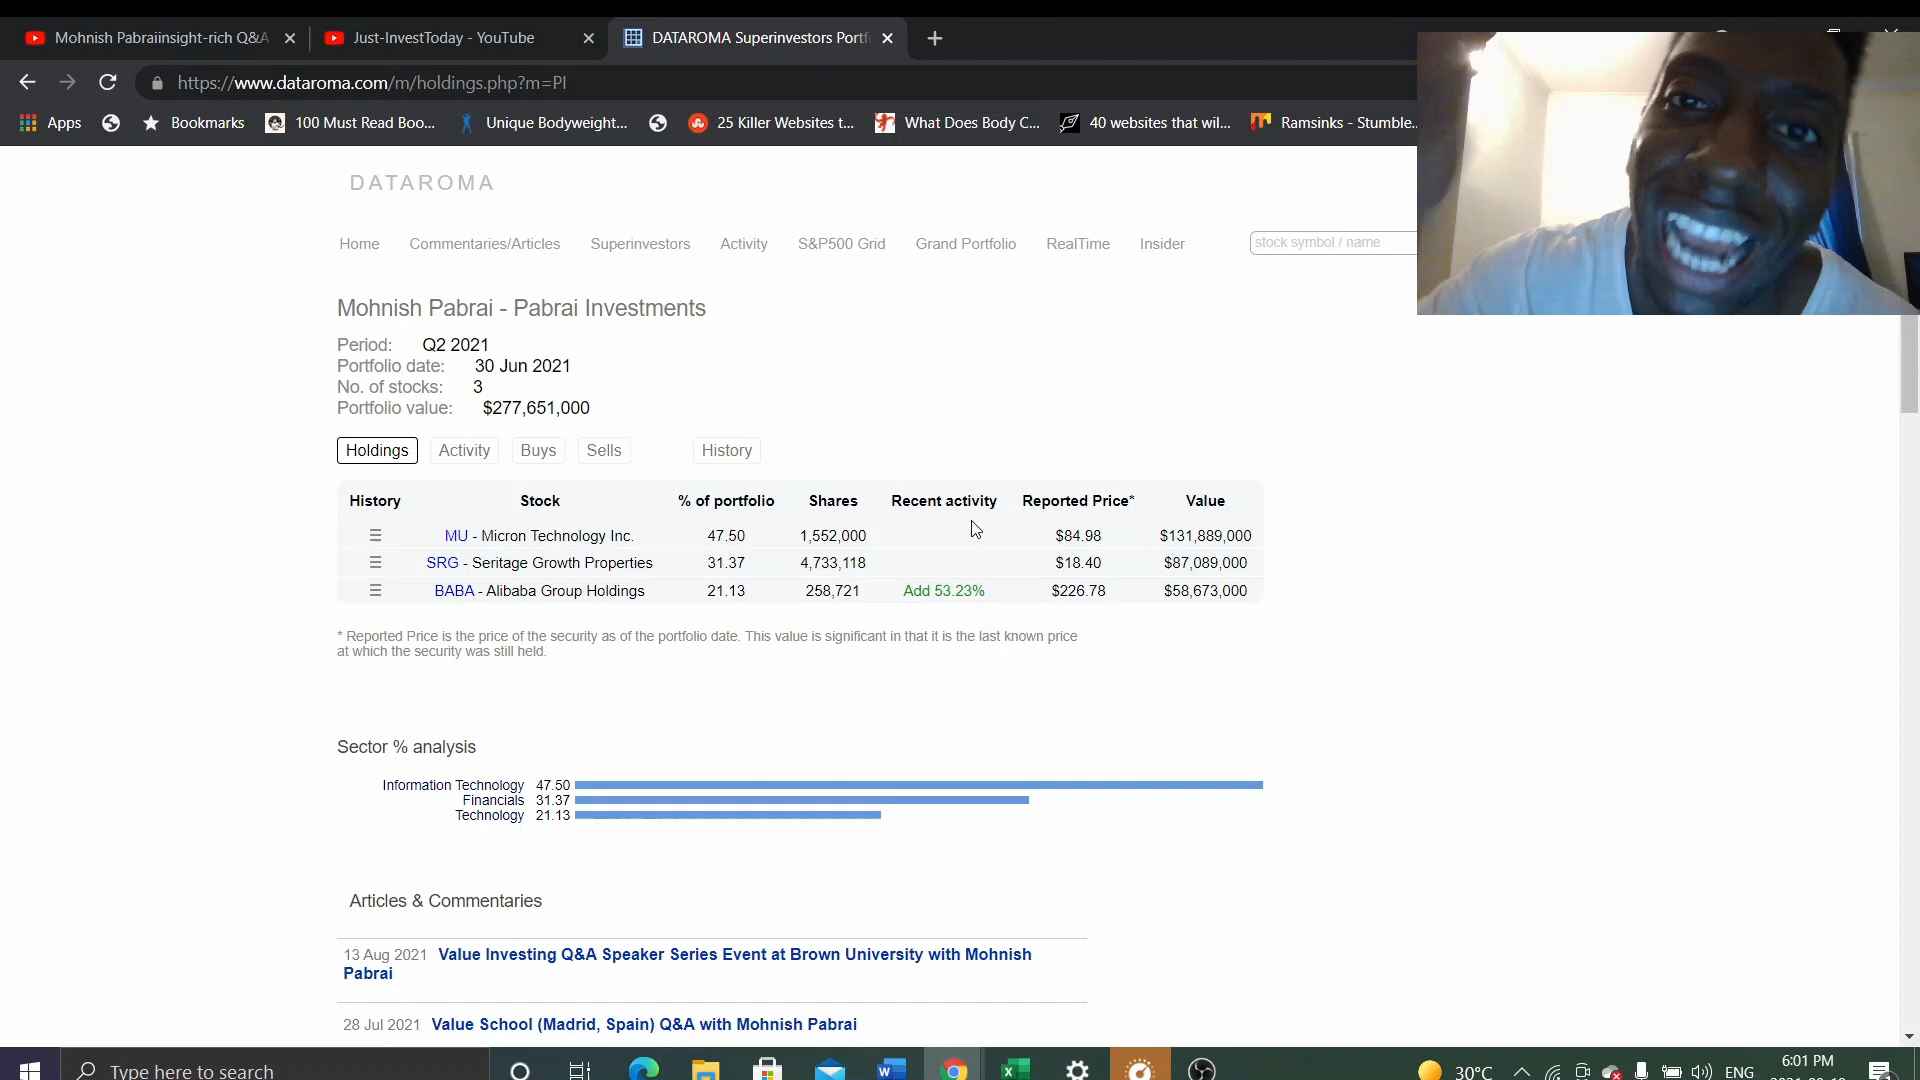 Mohnish Pabraiinsight-rich Q&A
Just-InvestToday - YouTube
DATAROMA Superinvestors Portf
https://www.dataroma.com/m/holdings.php?m=PI
Apps
Bookmarks
100 Must Read Boo...
Unique Bodyweight...
25 Killer Websites t...
What Does Body C...
40 websites that wil...
Ramsinks - Stumble...
DATAROMA
Home Commentaries/Articles Superinvestors Activity S&P500 Grid Grand Portfolio RealTime Insider
stock symbol / name
Mohnish Pabrai - Pabrai Investments
Period: Q2 2021
Portfolio date: 30 Jun 2021
No. of stocks: 3
Portfolio value: $277,651,000
Holdings Activity Buys Sells History
History Stock % of portfolio Shares Recent activity Reported Price* Value
≡ MU - Micron Technology Inc. 47.50 1,552,000 $84.98 $131,889,000
≡ SRG - Seritage Growth Properties 31.37 4,733,118 $18.40 $87,089,000
≡ BABA - Alibaba Group Holdings 21.13 258,721 Add 53.23% $226.78 $58,673,000
* Reported Price is the price of the security as of the portfolio date. This value is significant in that it is the last known price
at which the security was still held.
Sector % analysis
Information Technology 47.50
Financials 31.37
Technology 21.13
Articles & Commentaries
13 Aug 2021 Value Investing Q&A Speaker Series Event at Brown University with Mohnish
Pabrai
28 Jul 2021 Value School (Madrid, Spain) Q&A with Mohnish Pabrai
Type here to search
30°C
ENG
6:01 PM